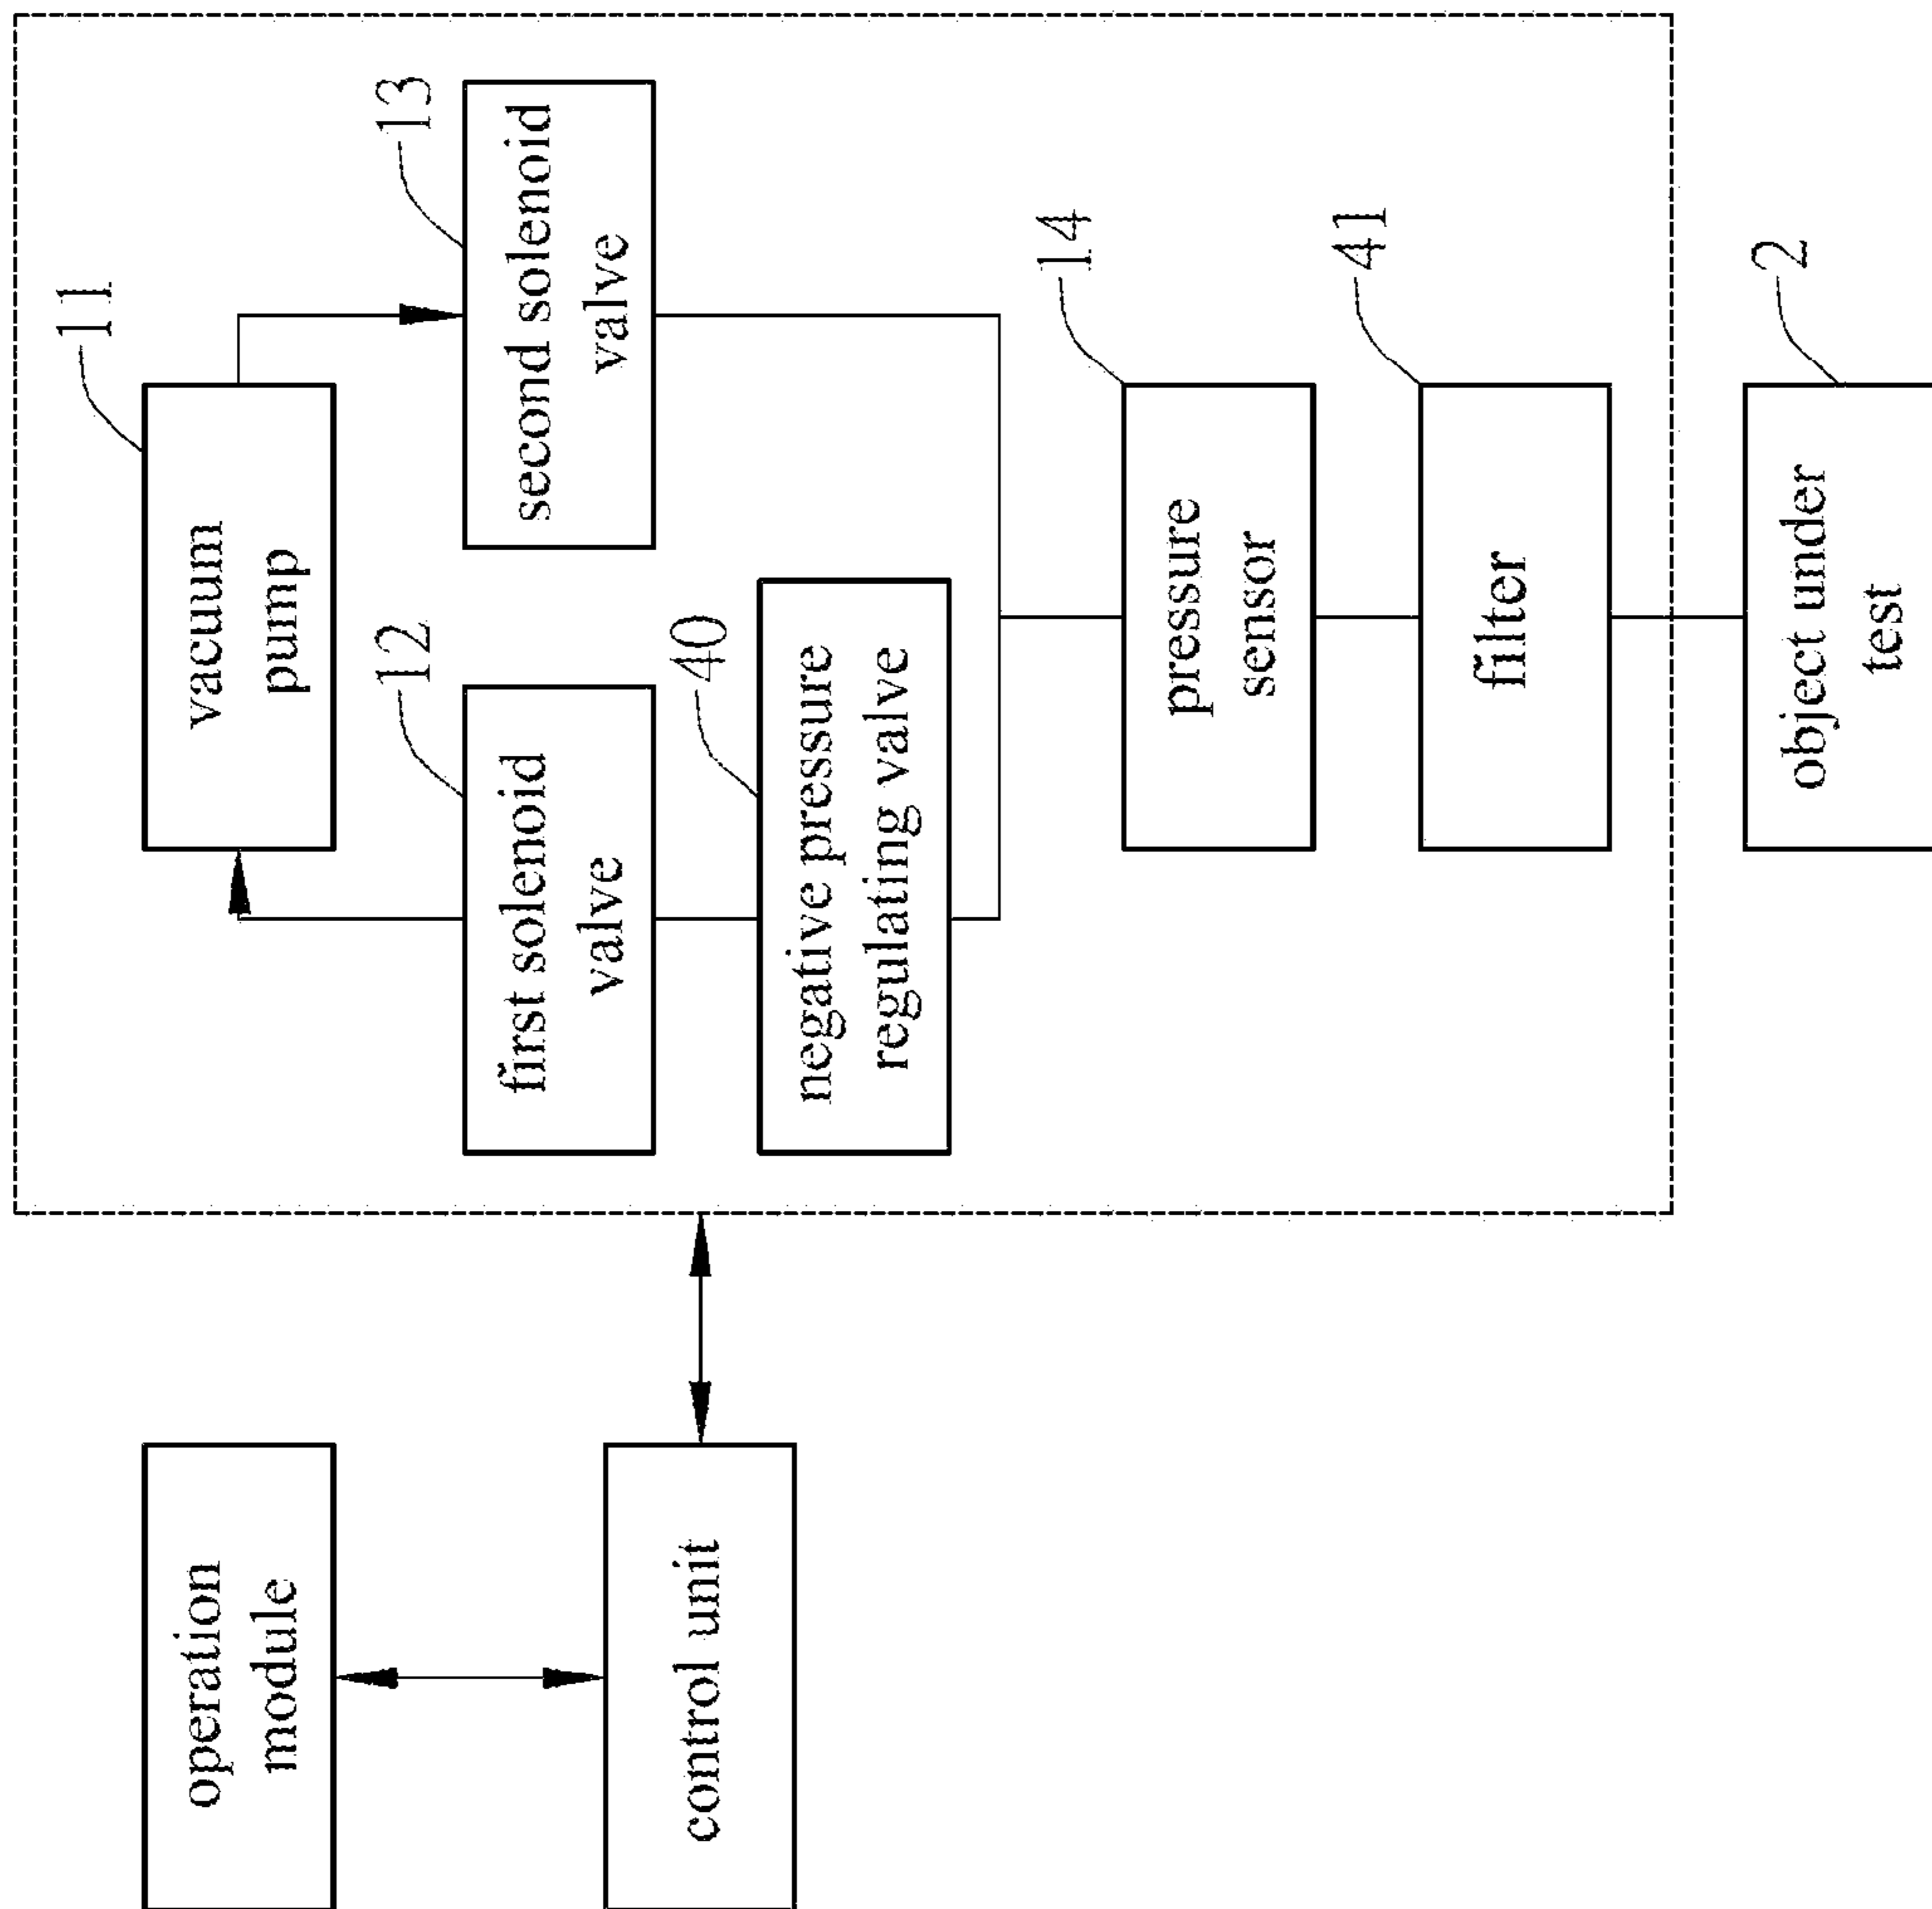 operation
module
control unit
11
vacuum
pump
12
first solenoid
valve
13
second solenoid
valve
40
negative pressure
regulating valve
14
pressure
sensor
41
filter
2
object under
test